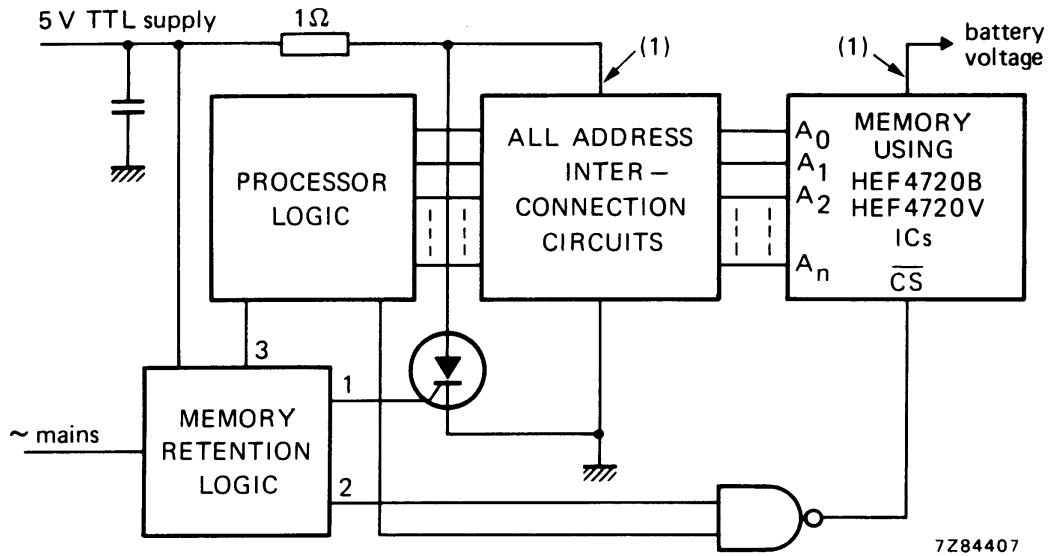 5 V TTL supply
1Ω
(1)
(1)
battery
voltage
PROCESSOR
LOGIC
ALL ADDRESS
INTER –
CONNECTION
CIRCUITS
A0
A1
A2
An
MEMORY
USING
HEF4720B
HEF4720V
ICs
C̅S̅
3
1
~ mains
MEMORY
RETENTION
LOGIC
2
7Z84407